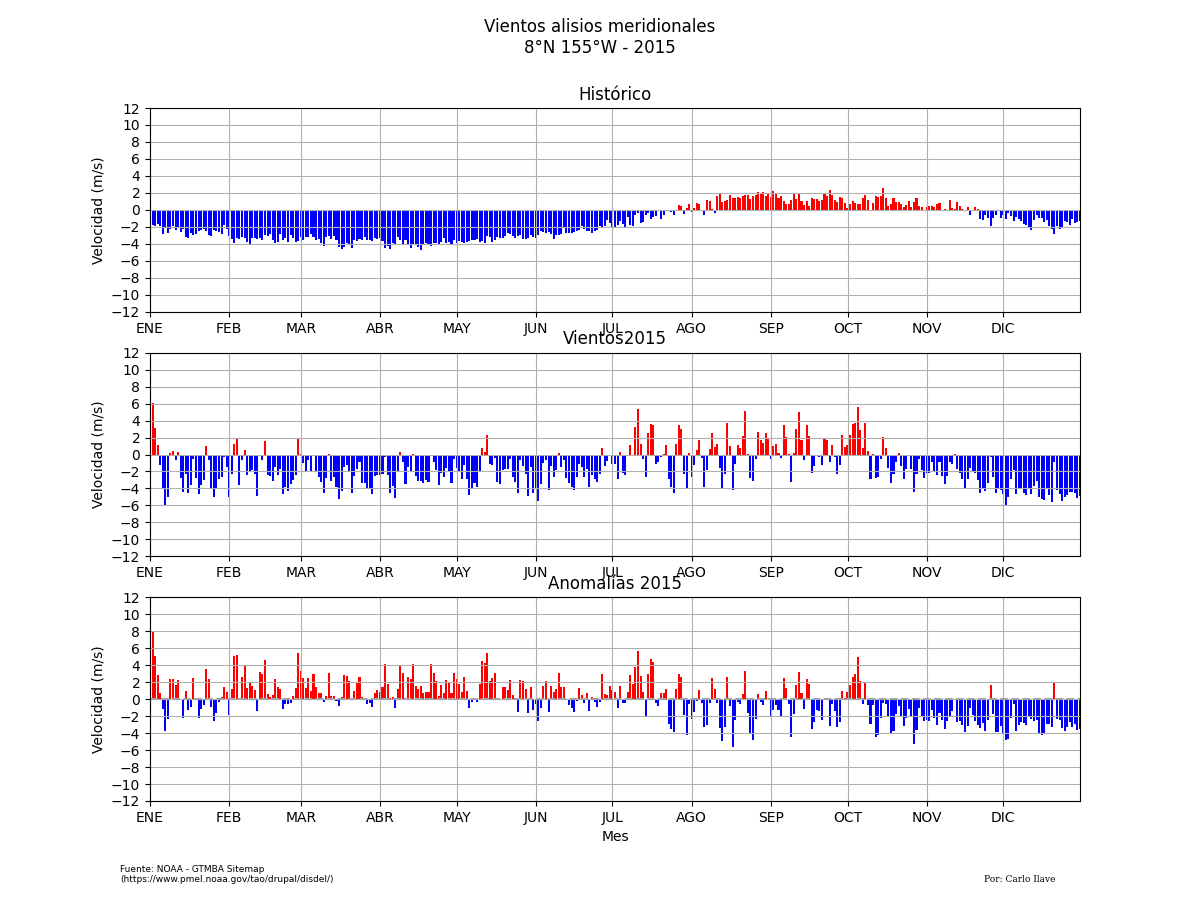 Vientos alisios meridionales
8°N 155°W - 2015
Histórico
12
10
8
6
4
2
0
−2
−4
−6
−8
−10
−12
Velocidad (m/s)
ENE FEB MAR ABR MAY JUN JUL AGO SEP OCT NOV DIC
Vientos2015
12
10
8
6
4
2
0
−2
−4
−6
−8
−10
−12
Velocidad (m/s)
ENE FEB MAR ABR MAY JUN JUL AGO SEP OCT NOV DIC
Anomalías 2015
12
10
8
6
4
2
0
−2
−4
−6
−8
−10
−12
Velocidad (m/s)
ENE FEB MAR ABR MAY JUN JUL AGO SEP OCT NOV DIC
Mes
Fuente: NOAA - GTMBA Sitemap
(https://www.pmel.noaa.gov/tao/drupal/disdel/)
Por: Carlo Ilave